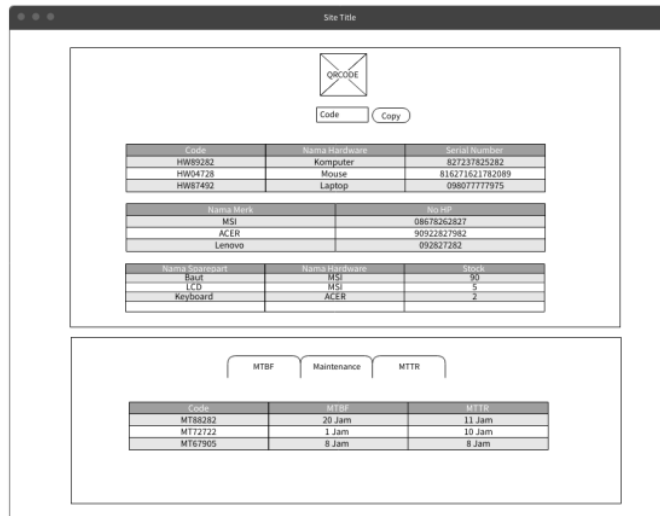 Site Title
QRCODE
Code Copy
Code Nama Hardware Serial Number
HW89282 Komputer 827237825282
HW04728 Mouse 816271621782089
HW87492 Laptop 098077777975
Nama Merk No HP
MSI 08678262827
ACER 90922827982
Lenovo 092827282
Nama Sparepart Nama Hardware Stock
Baut MSI 90
LCD MSI 5
Keyboard ACER 2
MTBF Maintenance MTTR
Code MTBF MTTR
MT88282 20 Jam 11 Jam
MT72722 1 Jam 10 Jam
MT67905 8 Jam 8 Jam